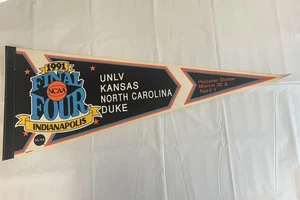 1991
FINAL
NCAA
FOUR
INDIANAPOLIS
UNLV
KANSAS
NORTH CAROLINA
DUKE
Hoosier Dome
March 30 &
April 1